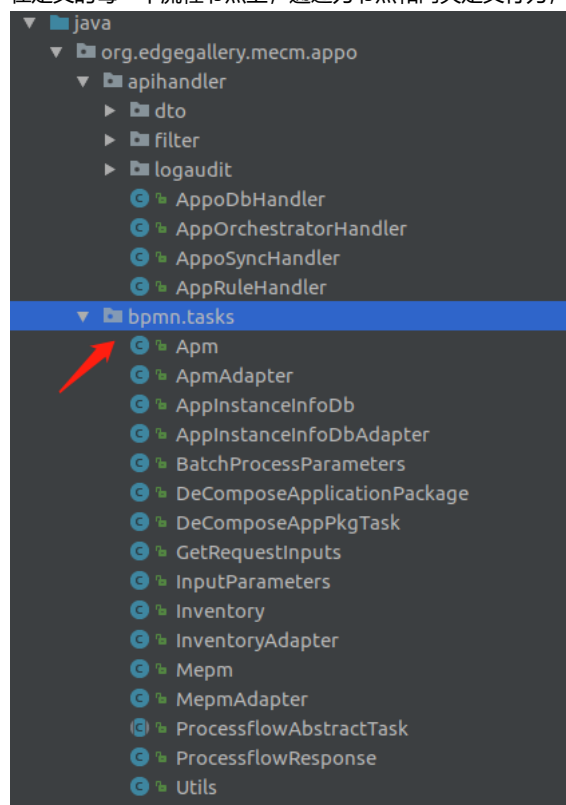 java
org.edgegallery.mecm.appo
apihandler
dto
filter
logaudit
AppoDbHandler
AppOrchestratorHandler
AppoSyncHandler
AppRuleHandler
bpmn.tasks
Apm
ApmAdapter
AppInstanceInfoDb
AppInstanceInfoDbAdapter
BatchProcessParameters
DeComposeApplicationPackage
DeComposeAppPkgTask
GetRequestInputs
InputParameters
Inventory
InventoryAdapter
Mepm
MepmAdapter
ProcessflowAbstractTask
ProcessflowResponse
Utils